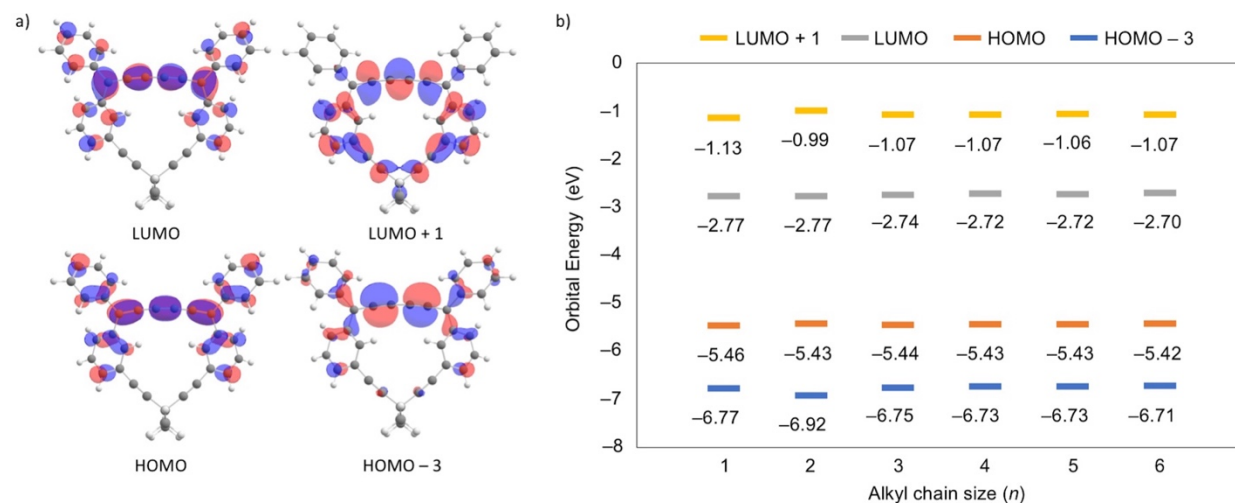 a)
LUMO
LUMO + 1
HOMO
HOMO – 3
b)
LUMO + 1 LUMO HOMO HOMO – 3
Orbital Energy (eV)
0
–1
–2
–3
–4
–5
–6
–7
–8
–1.13 –0.99 –1.07 –1.07 –1.06 –1.07
–2.77 –2.77 –2.74 –2.72 –2.72 –2.70
–5.46 –5.43 –5.44 –5.43 –5.43 –5.42
–6.77 –6.92 –6.75 –6.73 –6.73 –6.71
1 2 3 4 5 6
Alkyl chain size (n)